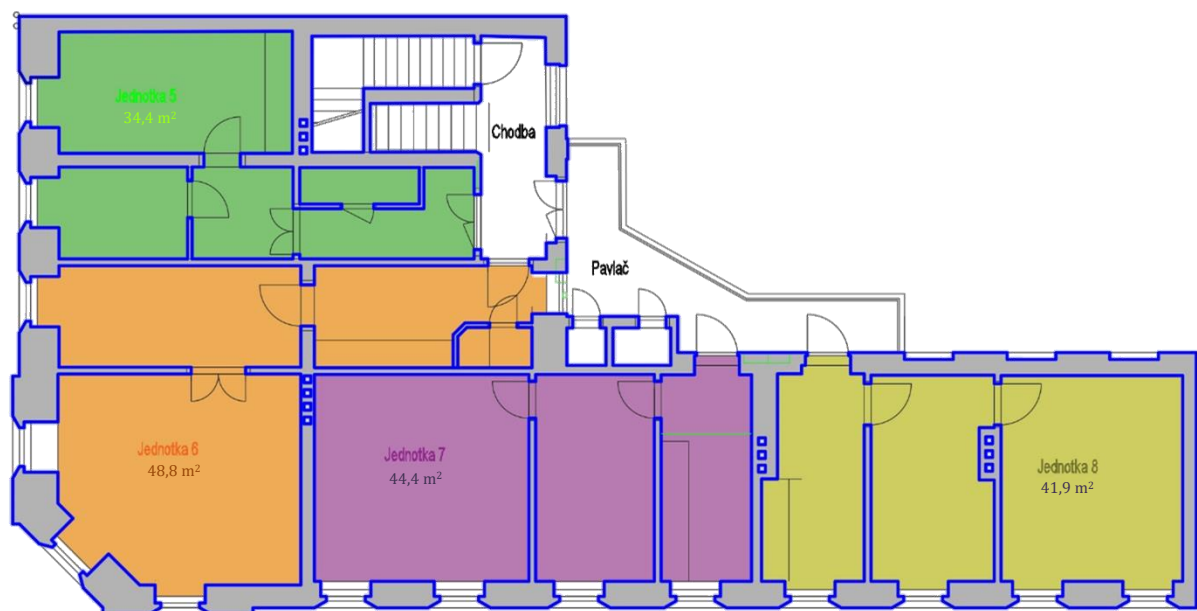 Jednotka 5
34,4 m²
Chodba
Pavlač
Jednotka 6
48,8 m²
Jednotka 7
44,4 m²
Jednotka 8
41,9 m²